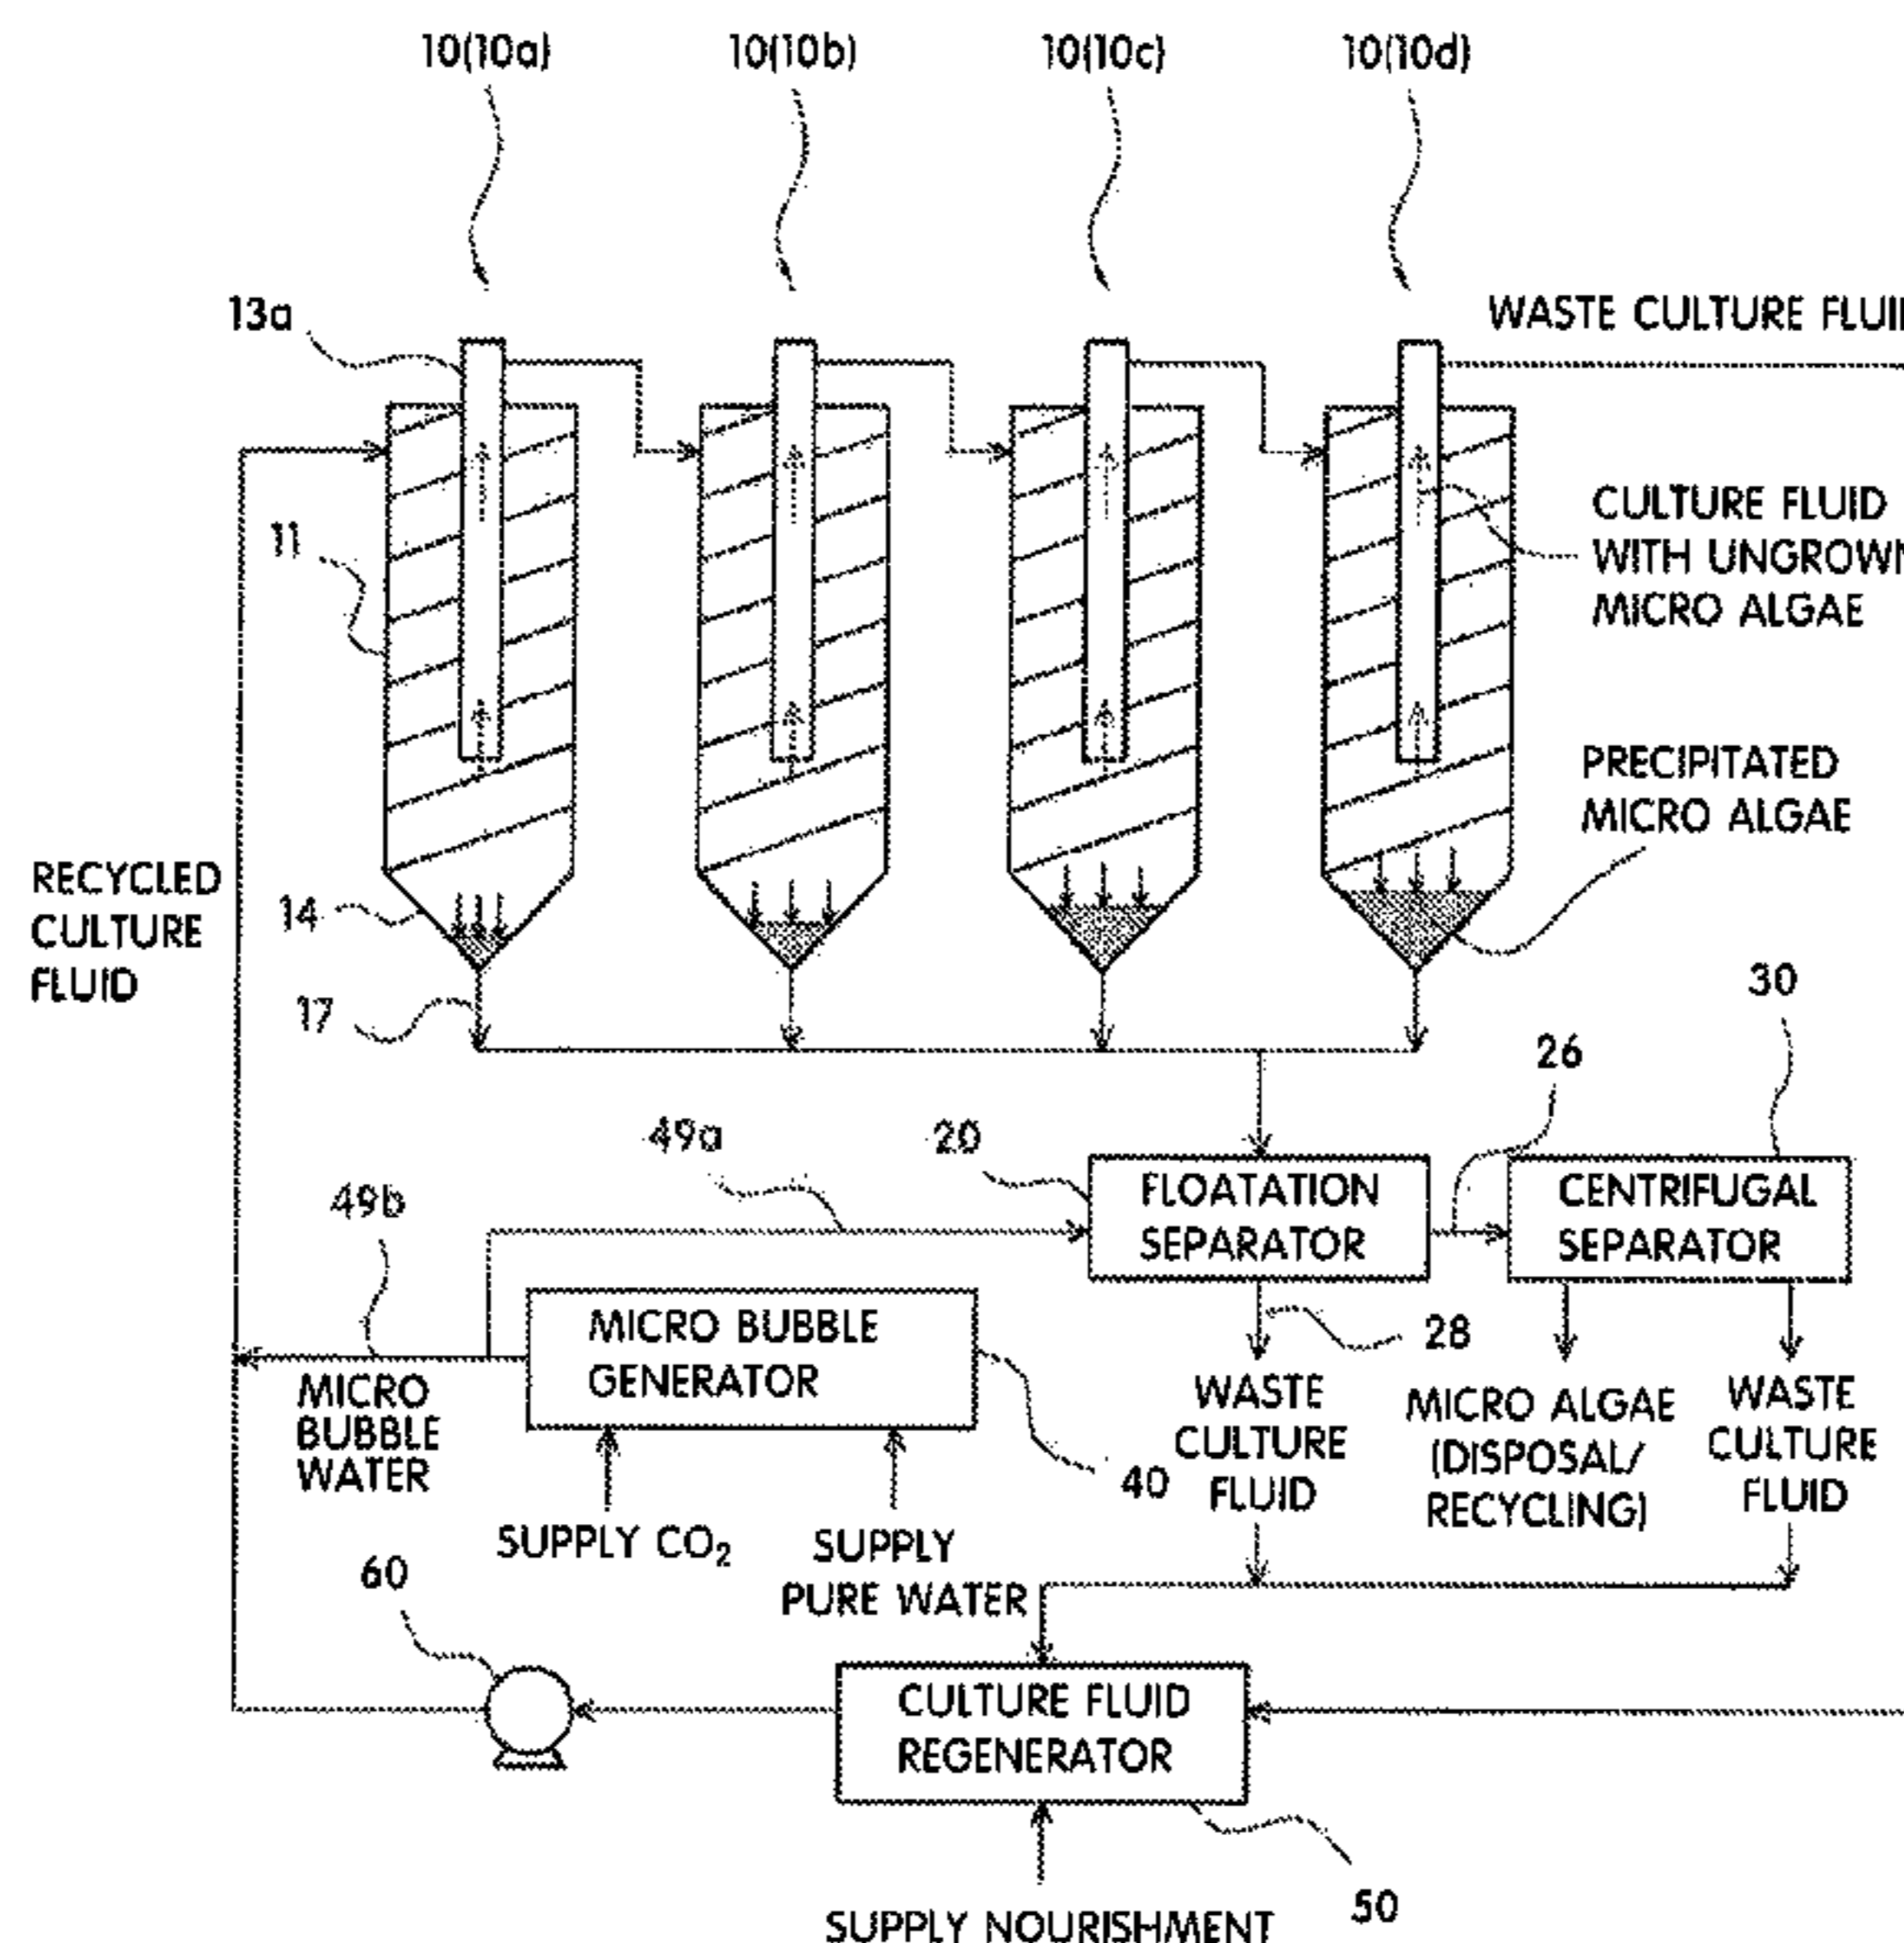 10(10a) 10(10b) 10(10c) 10(10d)
13a
WASTE CULTURE FLUI
11
CULTURE FLUID
WITH UNGROWN
MICRO ALGAE
PRECIPITATED
MICRO ALGAE
RECYCLED
CULTURE
FLUID
14
17
30
26
49a
20
49b
FLOATATION
SEPARATOR
CENTRIFUGAL
SEPARATOR
MICRO BUBBLE
GENERATOR
28
MICRO
BUBBLE
WATER
40
WASTE
CULTURE
FLUID
MICRO ALGAE
(DISPOSAL/
RECYCLING)
WASTE
CULTURE
FLUID
SUPPLY CO₂
SUPPLY
PURE WATER
60
CULTURE FLUID
REGENERATOR
50
SUPPLY NOURISHMENT